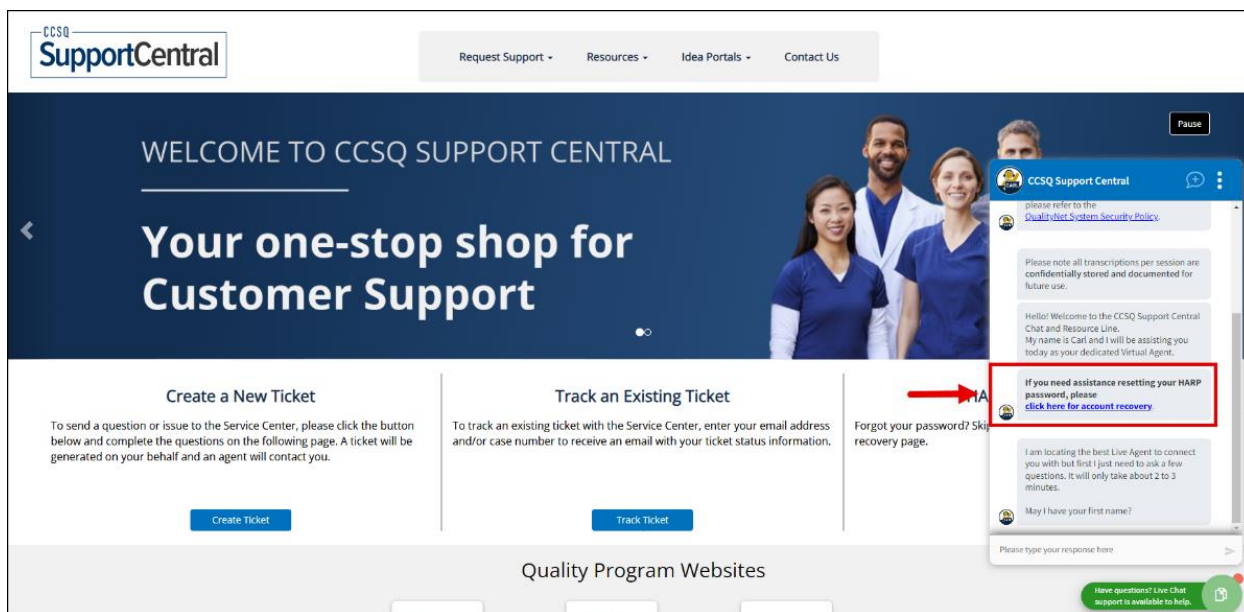 CCSQ
SupportCentral
Request Support
Resources
Idea Portals
Contact Us
WELCOME TO CCSQ SUPPORT CENTRAL
Your one-stop shop for
Customer Support
Pause
Create a New Ticket
To send a question or issue to the Service Center, please click the button
below and complete the questions on the following page. A ticket will be
generated on your behalf and an agent will contact you.
Create Ticket
Track an Existing Ticket
To track an existing ticket with the Service Center, enter your email address
and/or case number to receive an email with your ticket status information.
Track Ticket
HA
Forgot your password? Skip
recovery page.
CCSQ Support Central
please refer to the
QualityNet System Security Policy.
Please note all transcriptions per session are
confidentially stored and documented for
future use.
Hello! Welcome to the CCSQ Support Central
Chat and Resource Line.
My name is Carl and I will be assisting you
today as your dedicated Virtual Agent.
If you need assistance resetting your HARP
password, please
click here for account recovery.
I am locating the best Live Agent to connect
you with but first I just need to ask a few
questions. It will only take about 2 to 3
minutes.
May I have your first name?
Please type your response here
Have questions? Live Chat
support is available to help.
Quality Program Websites